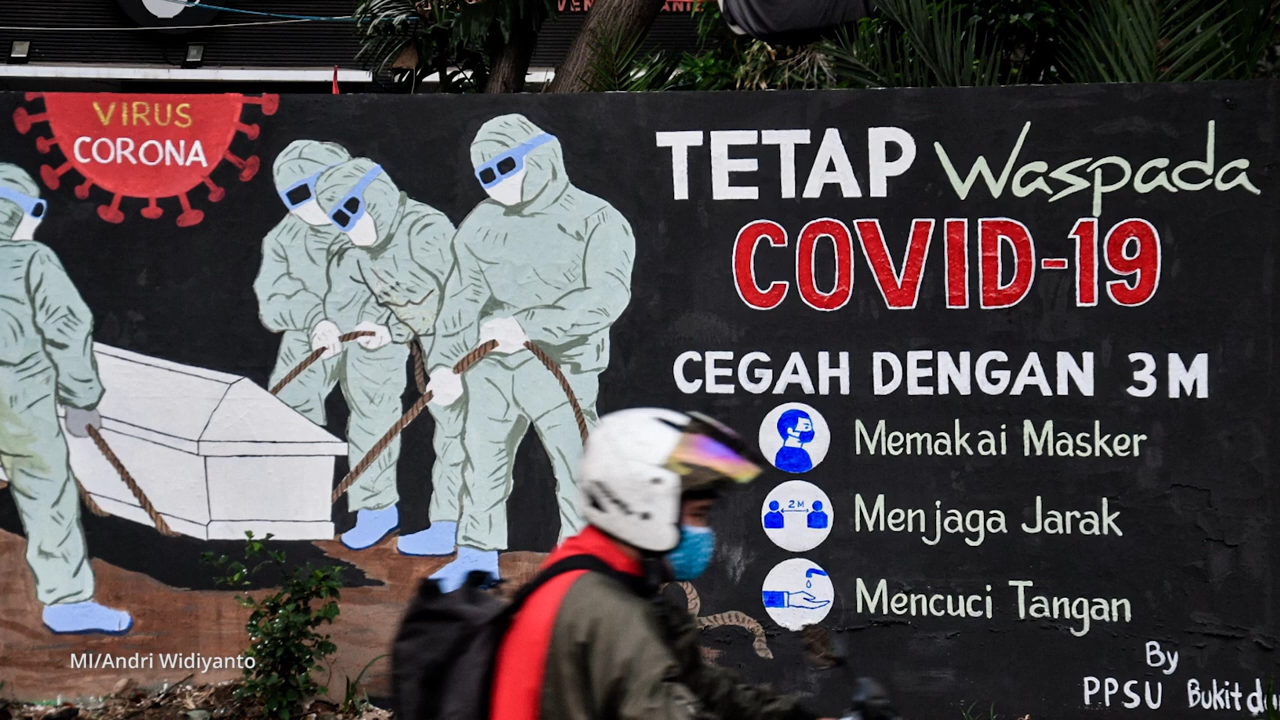 VIRUS
CORONA
TETAP Waspada
COVID-19
CEGAH DENGAN 3M
Memakai Masker
2M
Menjaga Jarak
Mencuci Tangan
By
PPSU Bukitd
MI/Andri Widiyanto